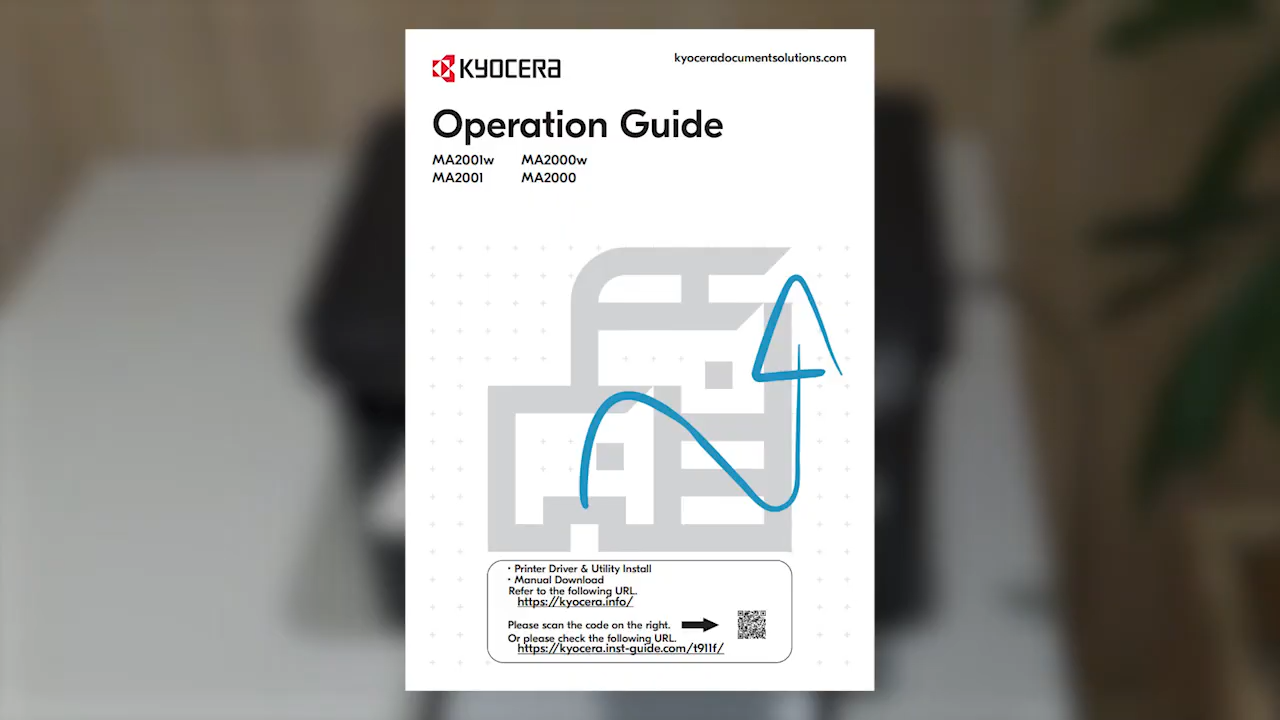 KYOCERA
kyoceradocumentsolutions.com
Operation Guide
MA2001w MA2000w
MA2001 MA2000
• Printer Driver & Utility Install
• Manual Download
Refer to the following URL.
https://kyocera.info/
Please scan the code on the right.
Or please check the following URL.
https://kyocera.inst-guide.com/t911f/